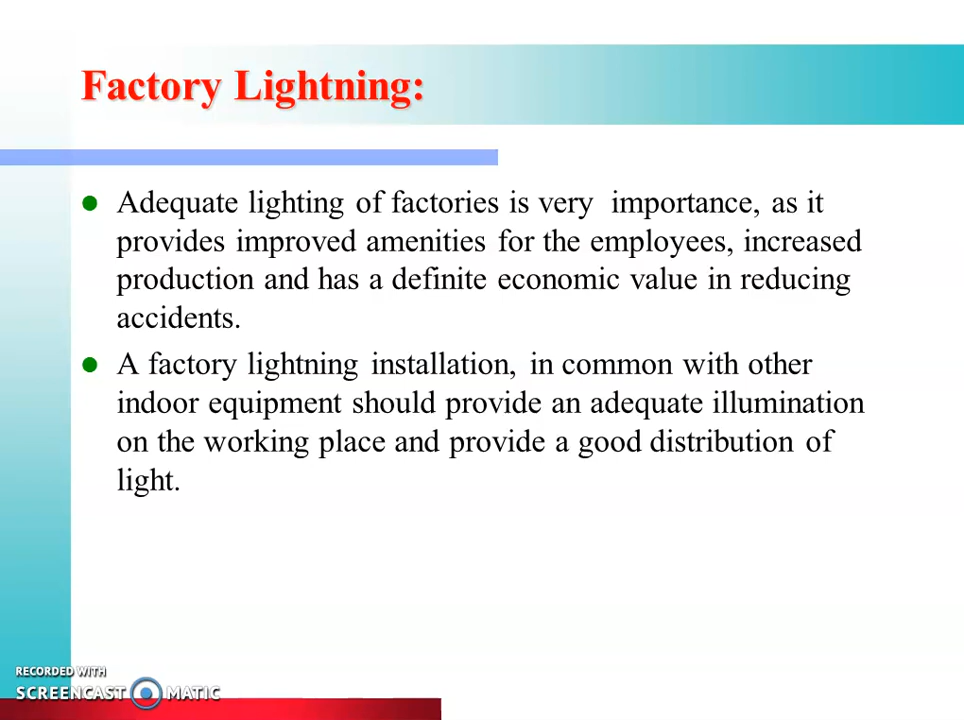 Factory Lightning:
Adequate lighting of factories is very importance, as it
provides improved amenities for the employees, increased
production and has a definite economic value in reducing
accidents.
A factory lightning installation, in common with other
indoor equipment should provide an adequate illumination
on the working place and provide a good distribution of
light.
RECORDED WITH
SCREENCAST MATIC